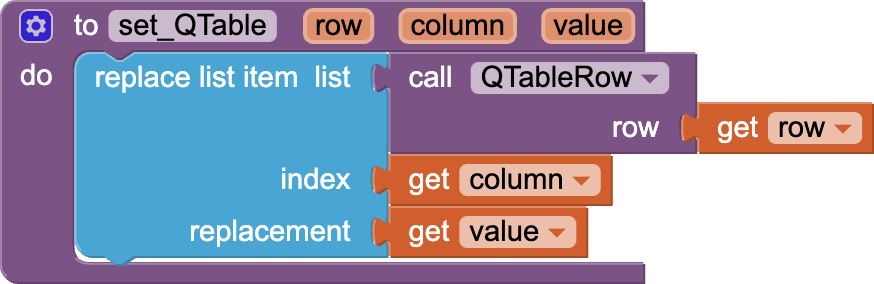 to set_QTable row column value
do replace list item list call QTableRow
row get row
index get column
replacement get value